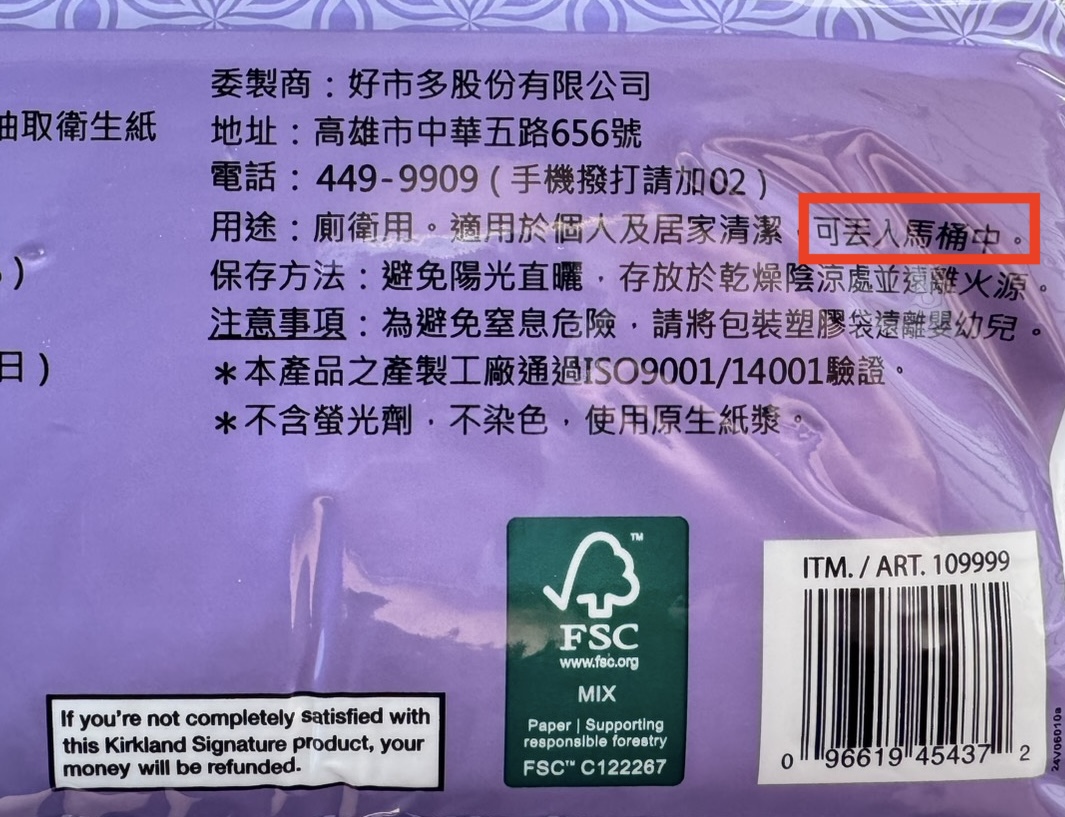 抽取衛生紙
)
日)
委製商：好市多股份有限公司
地址：高雄市中華五路656號
電話：449-9909(手機撥打請加02)
用途：廁衛用。適用於個人及居家清潔，可丟入馬桶中。
保存方法：避免陽光直曬，存放於乾燥陰涼處並遠離火源。
注意事項：為避免窒息危險，請將包裝塑膠袋遠離嬰幼兒。
＊本產品之產製工廠通過ISO9001/14001驗證。
＊不含螢光劑，不染色，使用原生紙漿。
If you're not completely satisfied with
this Kirkland Signature product, your
money will be refunded.
TM
FSC
www.fsc.org
MIX
Paper | Supporting
responsible forestry
FSC™ C122267
ITM. / ART. 109999
0 96619 45437 2
24V06010a